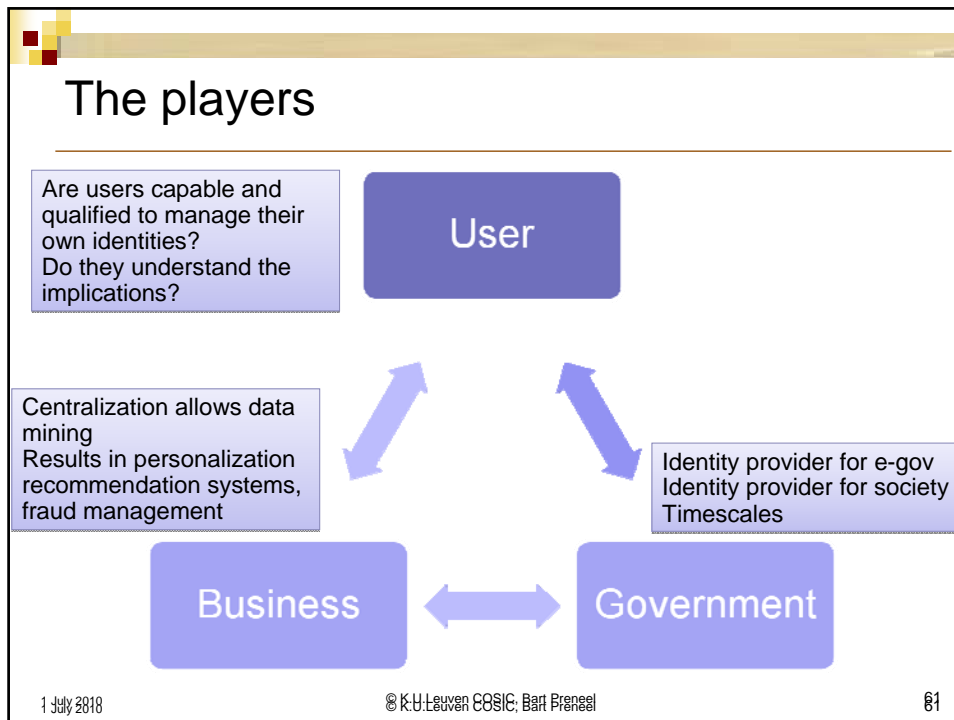 The players
Are users capable and
qualified to manage their
own identities?
Do they understand the
implications?
User
Centralization allows data
mining
Results in personalization
recommendation systems,
fraud management
Identity provider for e-gov
Identity provider for society
Timescales
Business
Government
1 July 2010
© K.U.Leuven COSIC, Bart Preneel
61